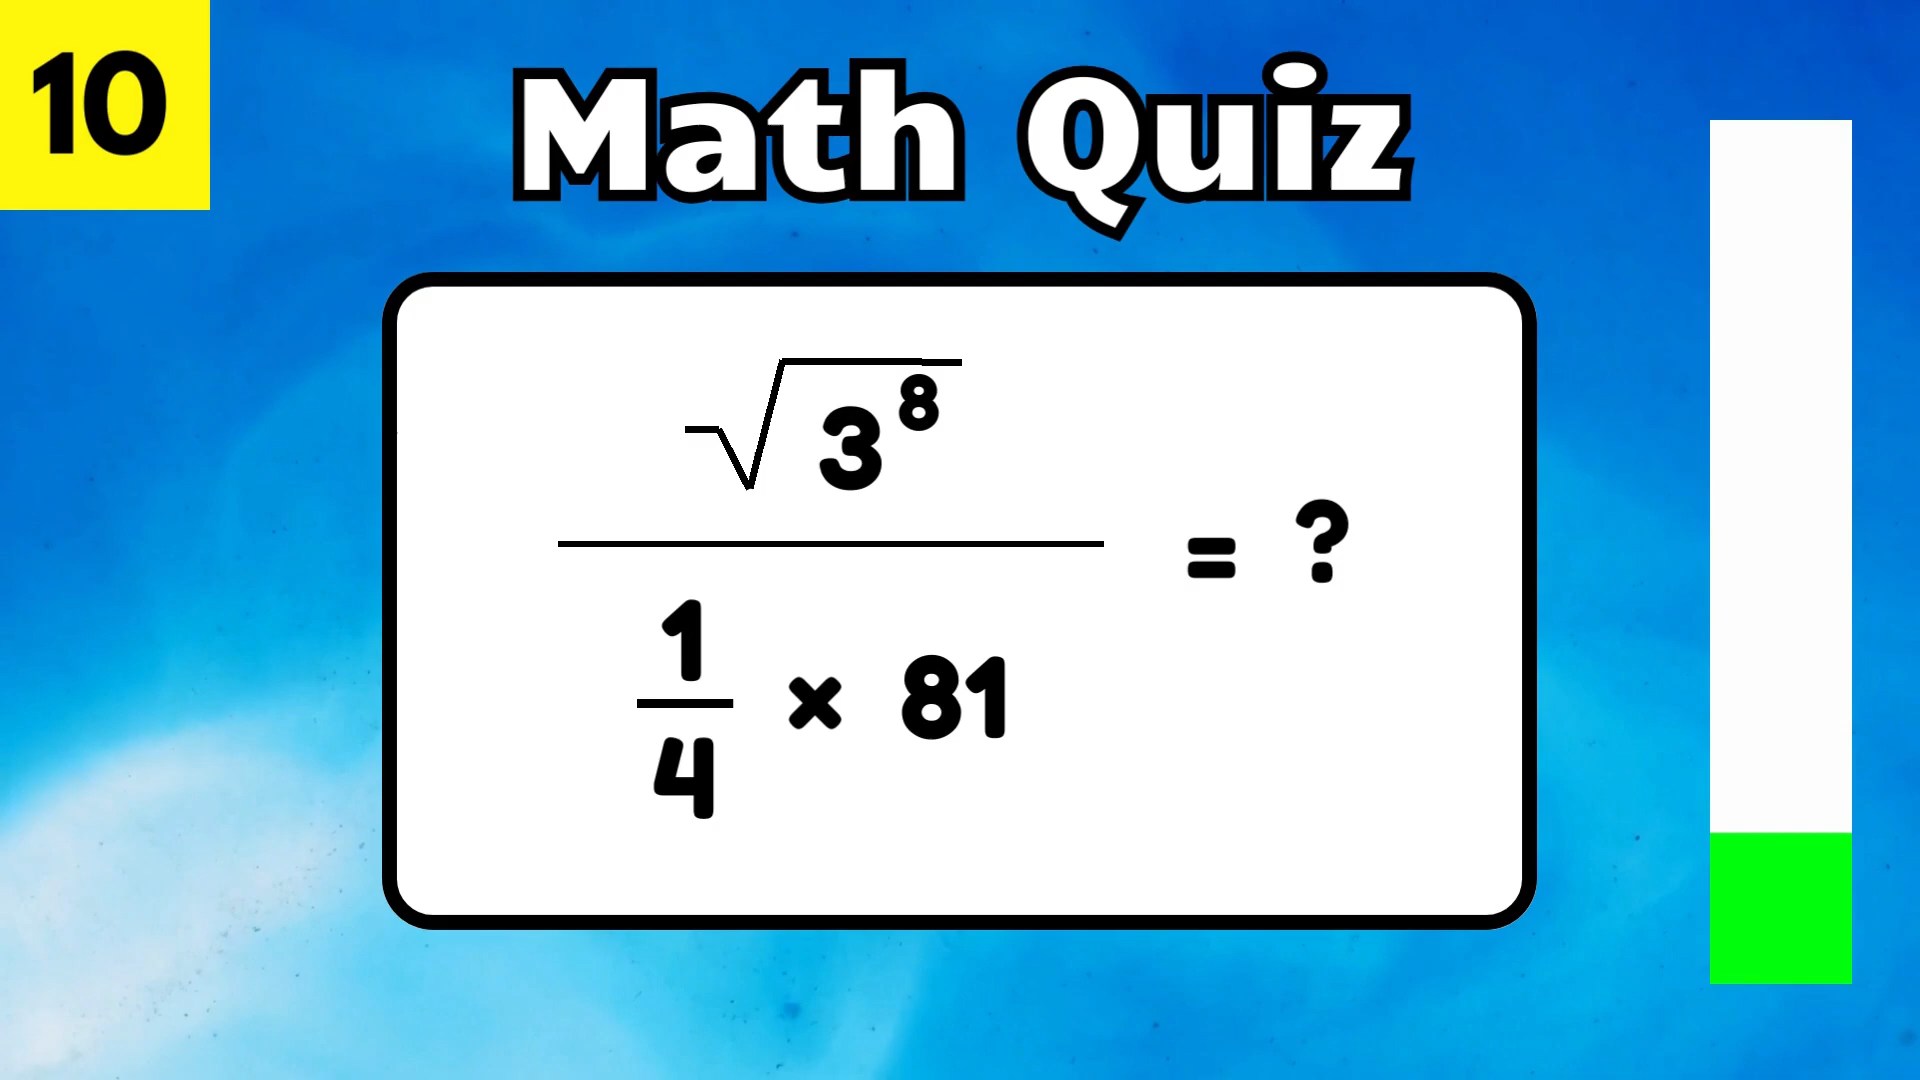 10
Math Quiz
√3⁸
= ?
1/4 × 81